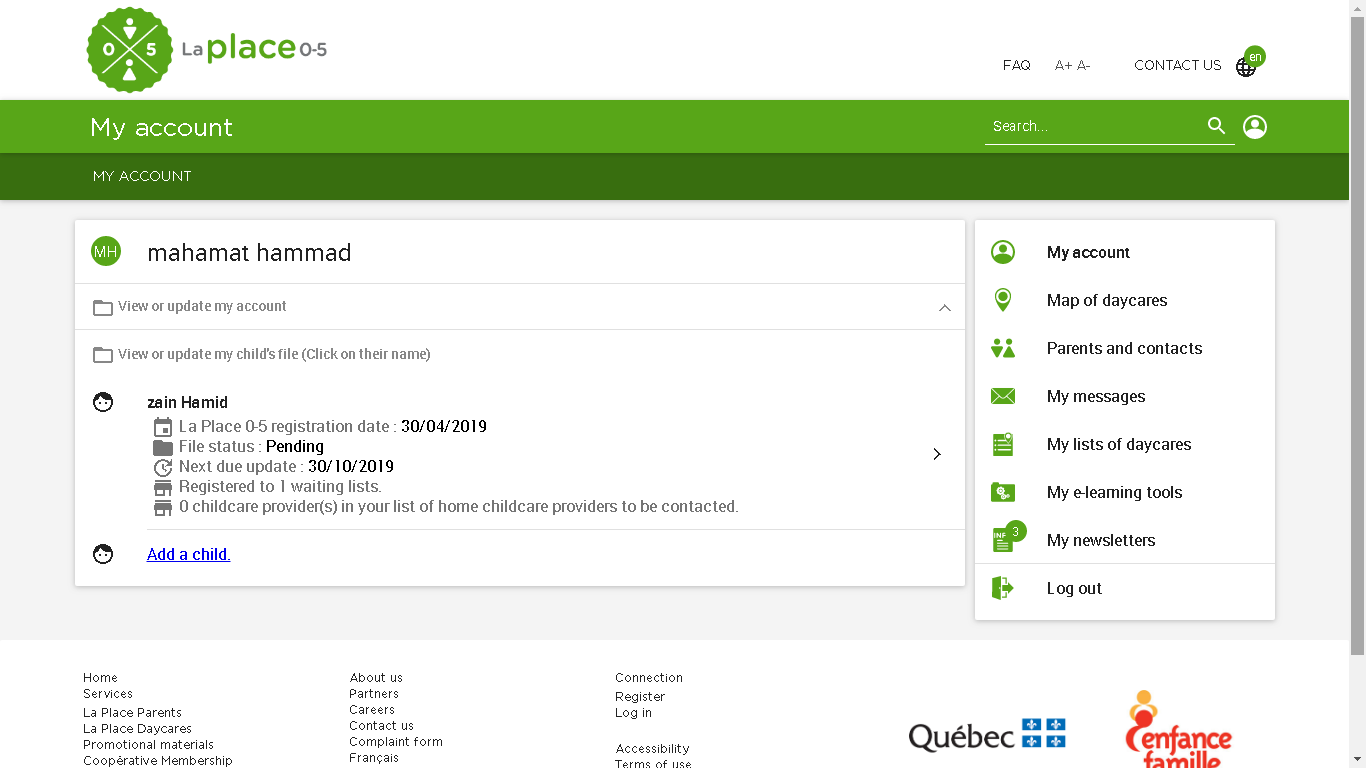 0 5 La place 0-5
FAQ A+ A- CONTACT US en
My account Search...
MY ACCOUNT
MH mahamat hammad
View or update my account
View or update my child's file (Click on their name)
zain Hamid
La Place 0-5 registration date : 30/04/2019
File status : Pending
Next due update : 30/10/2019
Registered to 1 waiting lists.
0 childcare provider(s) in your list of home childcare providers to be contacted.
Add a child.
My account
Map of daycares
Parents and contacts
My messages
My lists of daycares
My e-learning tools
INF 3 My newsletters
Log out
Home
Services
La Place Parents
La Place Daycares
Promotional materials
Coopérative Membership
About us
Partners
Careers
Contact us
Complaint form
Français
Connection
Register
Log in
Accessibility
Terms of use
Québec
enfance
famille